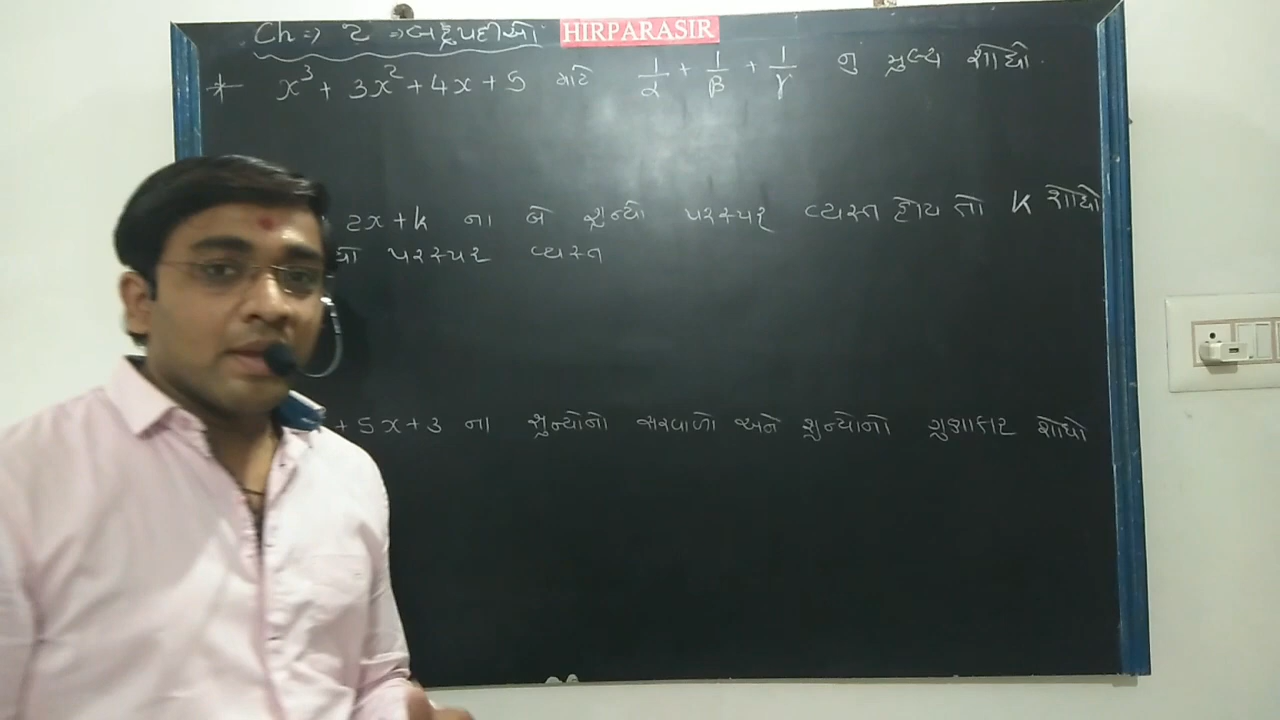 Ch ⇒ 2 ⇒ બહુપદીઓ HIRPARASIR
* x³ + 3x² + 4x + 5 માટે 1/α + 1/β + 1/γ નું મુલ્ય શોધો.
2x + k ના બે શુન્યો પરસ્પર વ્યસ્ત હોય તો K શોધો
પરસ્પર વ્યસ્ત
+ 5x + 3 ના શુન્યોનો સરવાળો અને શુન્યોનો ગુણાકાર શોધો